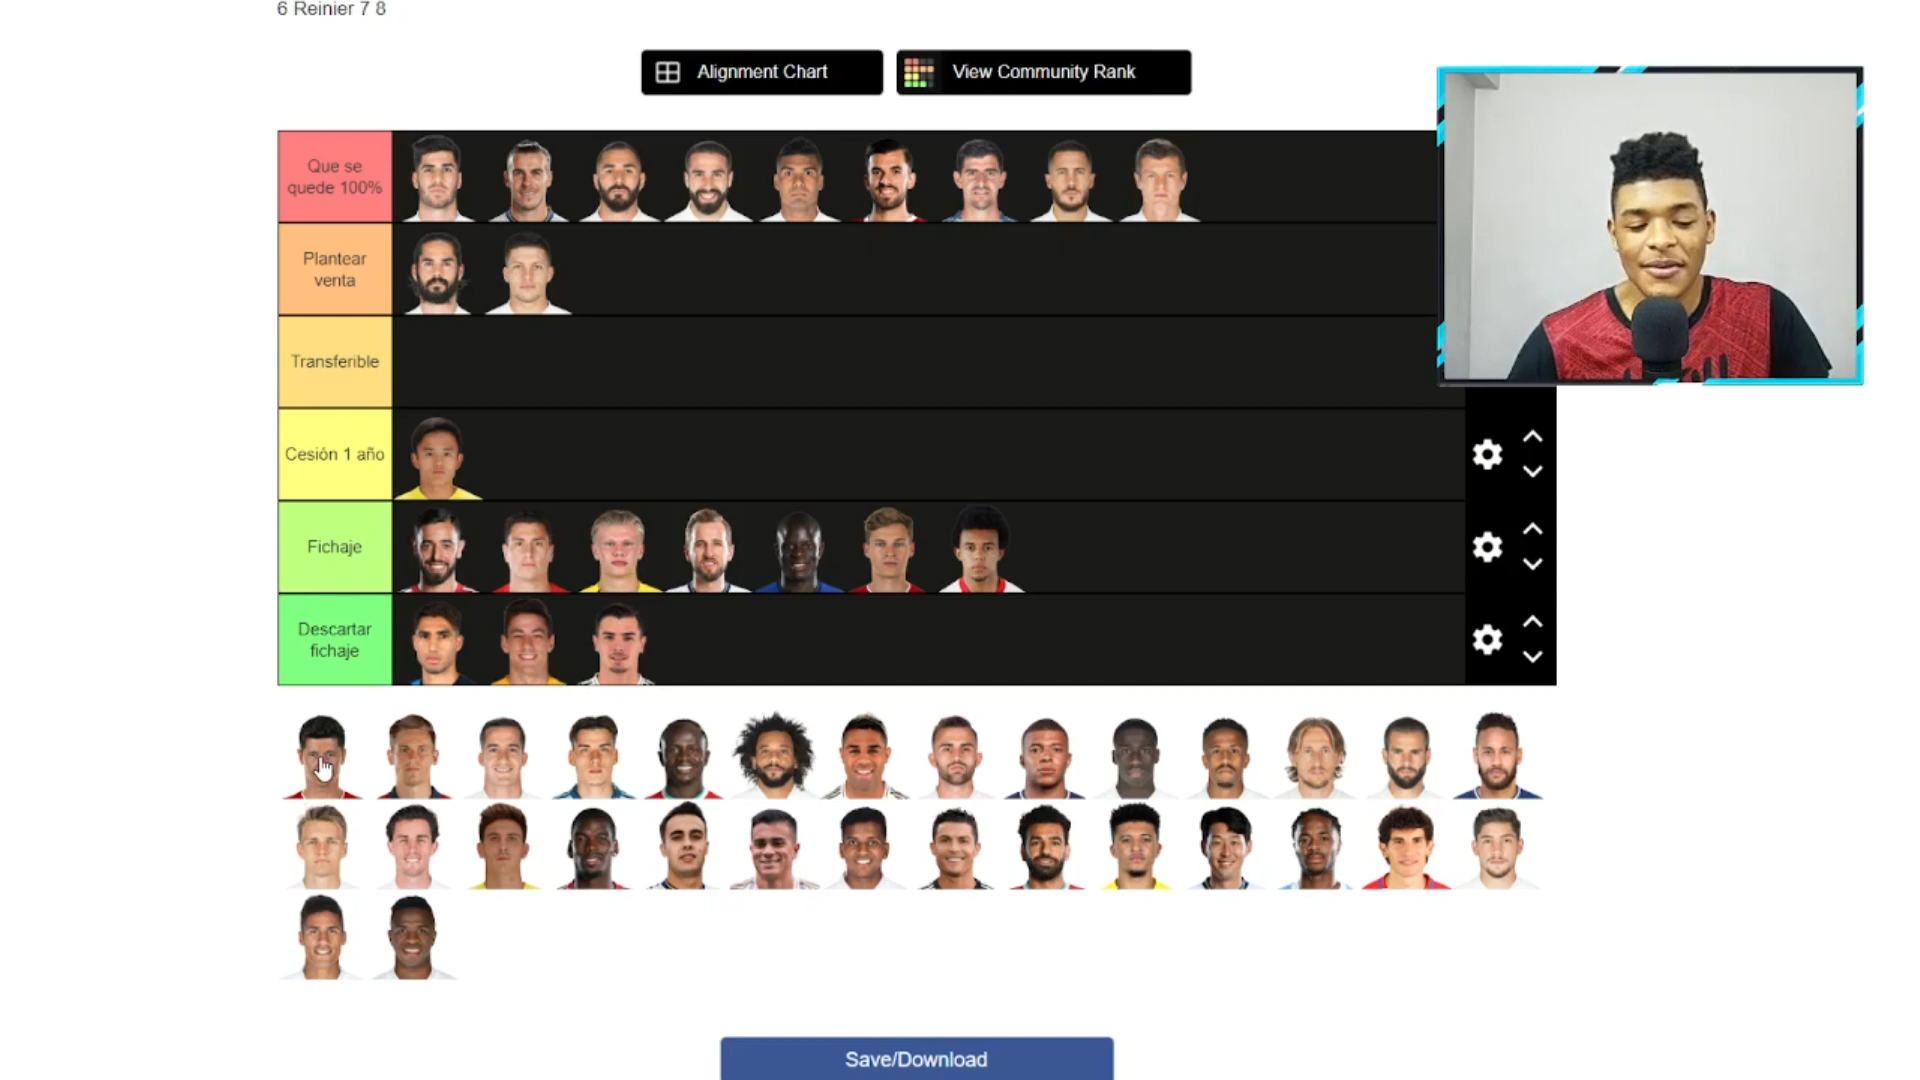 6 Reinier 7 8
Alignment Chart
View Community Rank
Que se
quede 100%
Plantear
venta
Transferible
Cesión 1 año
Fichaje
Descartar
fichaje
Save/Download